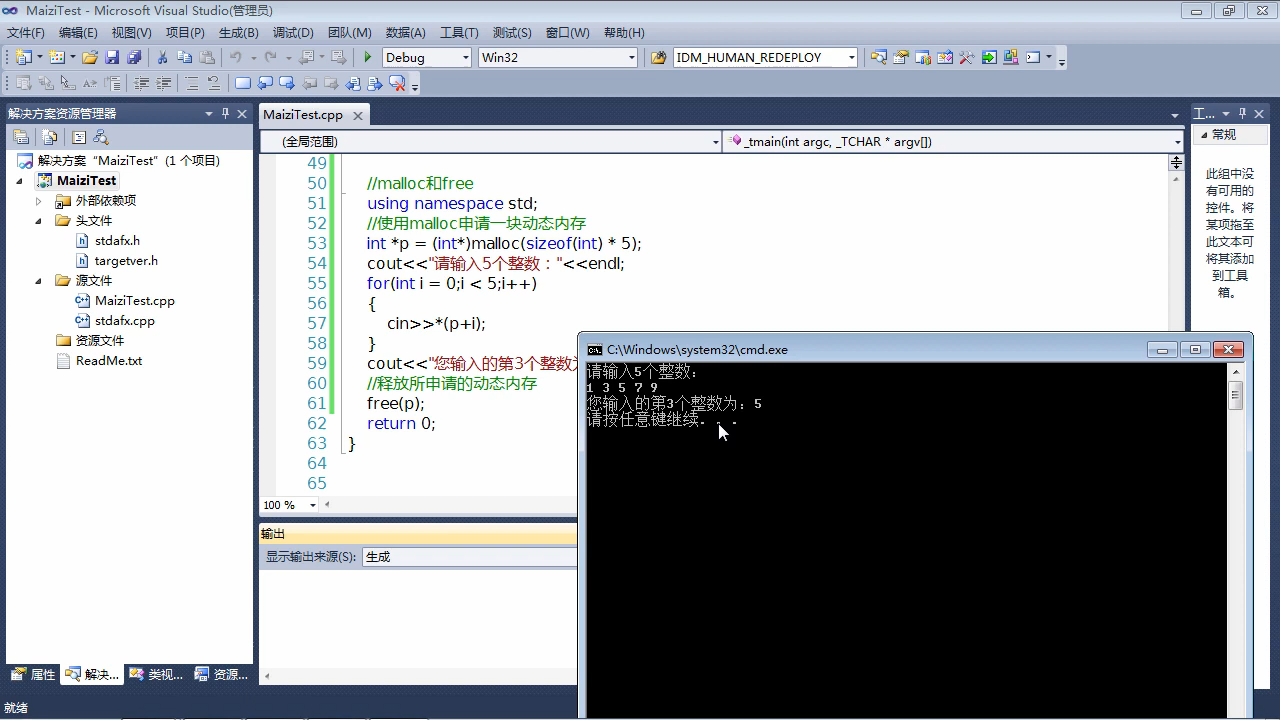 MaiziTest - Microsoft Visual Studio(管理员)
文件(F) 编辑(E) 视图(V) 项目(P) 生成(B) 调试(D) 团队(M) 数据(A) 工具(T) 测试(S) 窗口(W) 帮助(H)
Debug Win32 IDM_HUMAN_REDEPLOY
解决方案资源管理器
解决方案 "MaiziTest" (1 个项目)
MaiziTest
外部依赖项
头文件
stdafx.h
targetver.h
源文件
MaiziTest.cpp
stdafx.cpp
资源文件
ReadMe.txt
属性 解决... 类视... 资源...
MaiziTest.cpp
(全局范围) _tmain(int argc, _TCHAR * argv[])
49
50 //malloc和free
51 using namespace std;
52 //使用malloc申请一块动态内存
53 int *p = (int*)malloc(sizeof(int) * 5);
54 cout<<"请输入5个整数："<<endl;
55 for(int i = 0;i < 5;i++)
56 {
57 cin>>*(p+i);
58 }
59 cout<<"您输入的第3个整数
60 //释放所申请的动态内存
61 free(p);
62 return 0;
63 }
64
65
100 %
输出
显示输出来源(S): 生成
C:\Windows\system32\cmd.exe
请输入5个整数：
1 3 5 7 9
您输入的第3个整数为：5
请按任意键继续. . .
工...
常规
此组中没
有可用的
控件。将
某项拖至
此文本可
将其添加
到工具
箱。
就绪